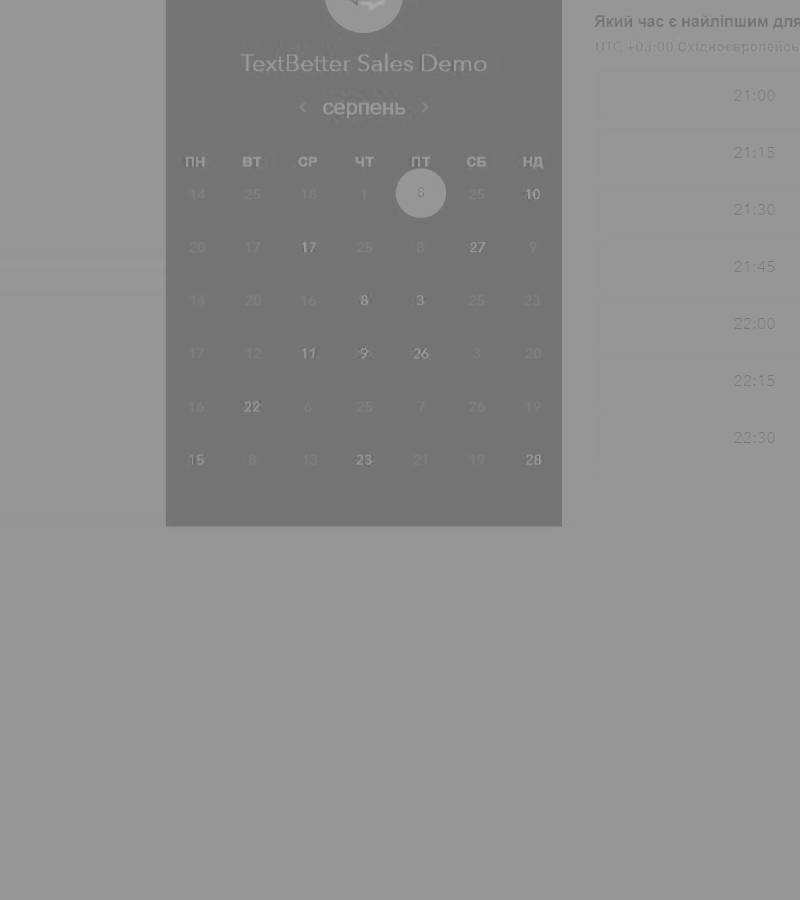 TextBetter Sales Demo
‹ серпень ›
ПН ВТ СР ЧТ ПТ СБ НД
14 25 18 1 8 25 10
20 17 17 25 8 27 9
14 20 16 8 3 25 23
17 12 11 9 26 3 20
16 22 6 25 7 26 19
15 8 13 23 21 19 28
Який час є найліпшим для
UTC +03:00 Східноєвропейсь
21:00
21:15
21:30
21:45
22:00
22:15
22:30